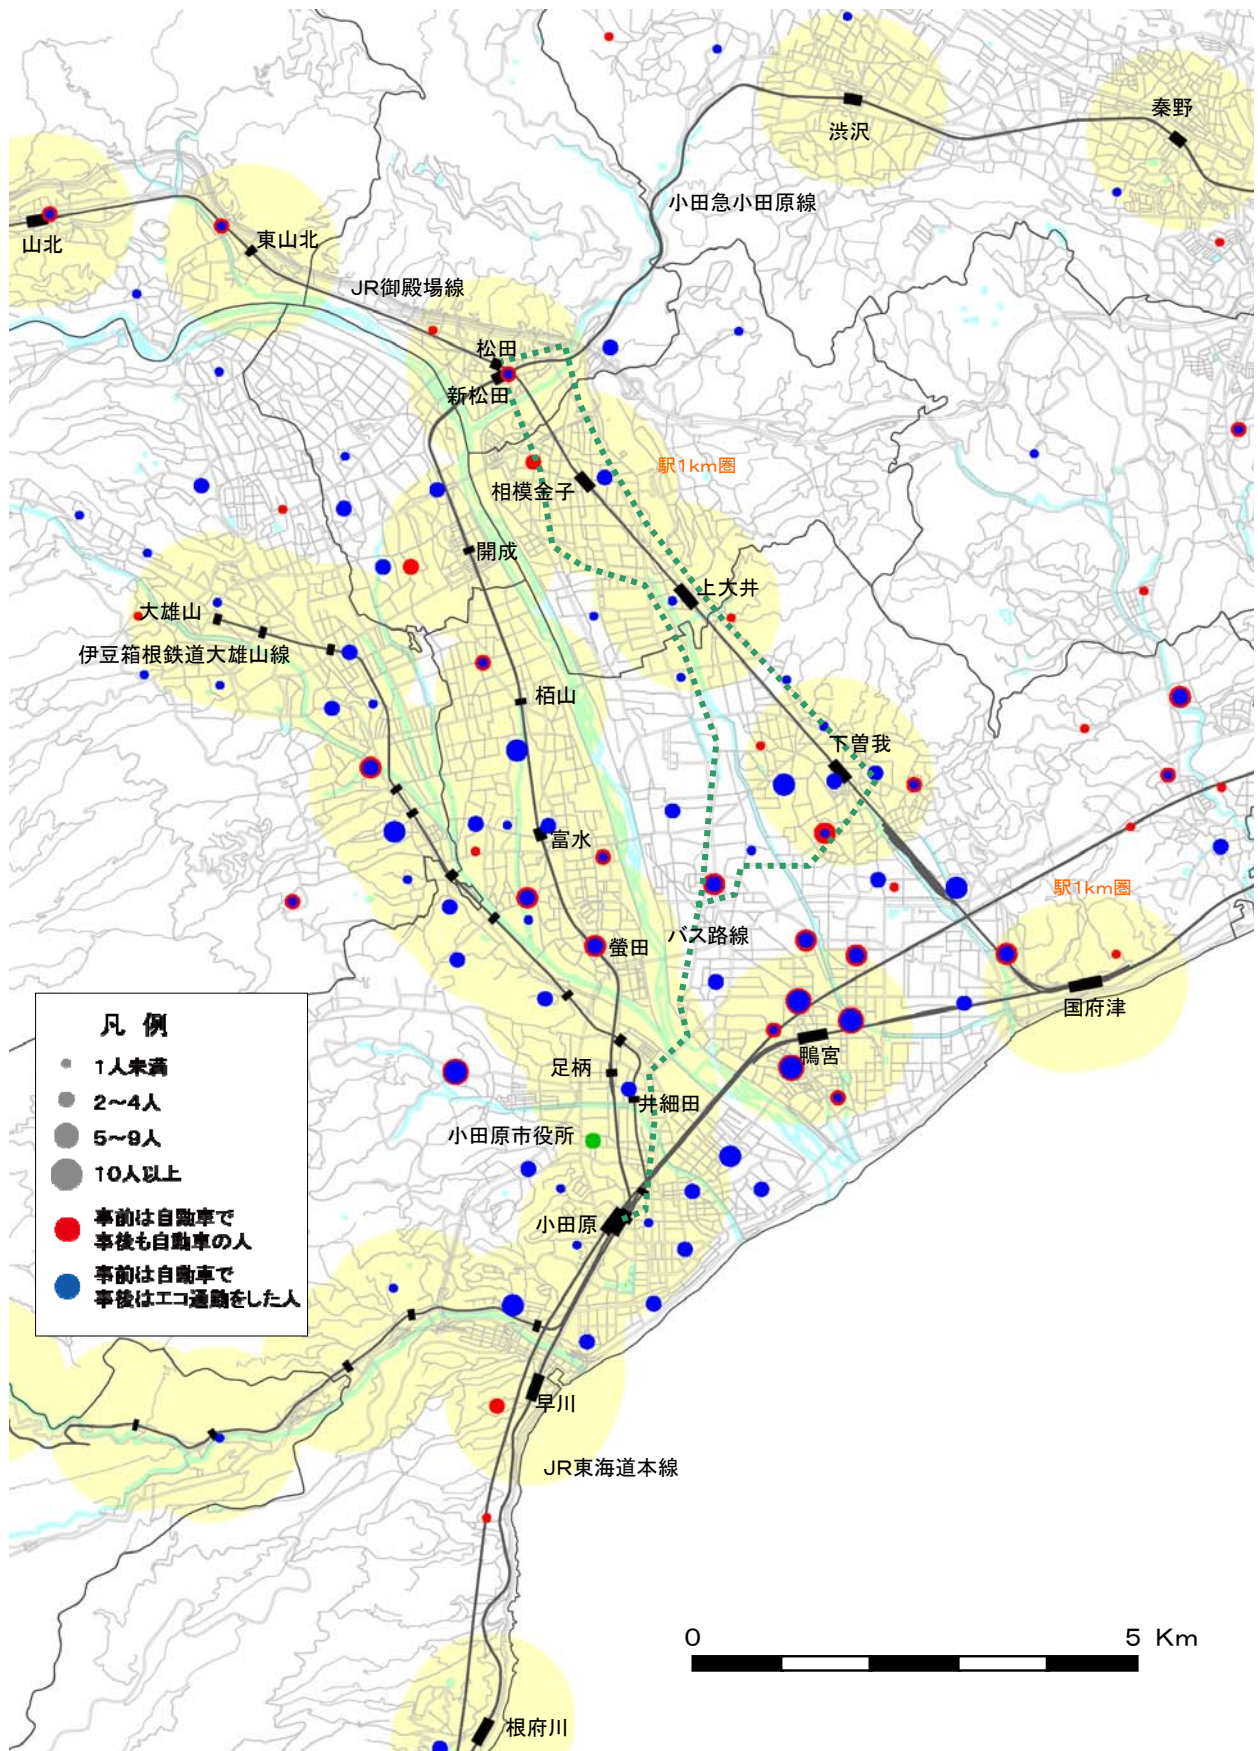 秦野
渋沢
小田急小田原線
山北
東山北
JR御殿場線
松田
新松田
駅1km圏
相模金子
開成
上大井
大雄山
伊豆箱根鉄道大雄山線
栢山
下曽我
富水
駅1km圏
バス路線
螢田
国府津
鴨宮
足柄
井細田
小田原市役所
小田原
凡 例
1人未満
2～4人
5～9人
10人以上
事前は自動車で
事後も自動車の人
事前は自動車で
事後はエコ通勤をした人
早川
JR東海道本線
0
5 Km
根府川